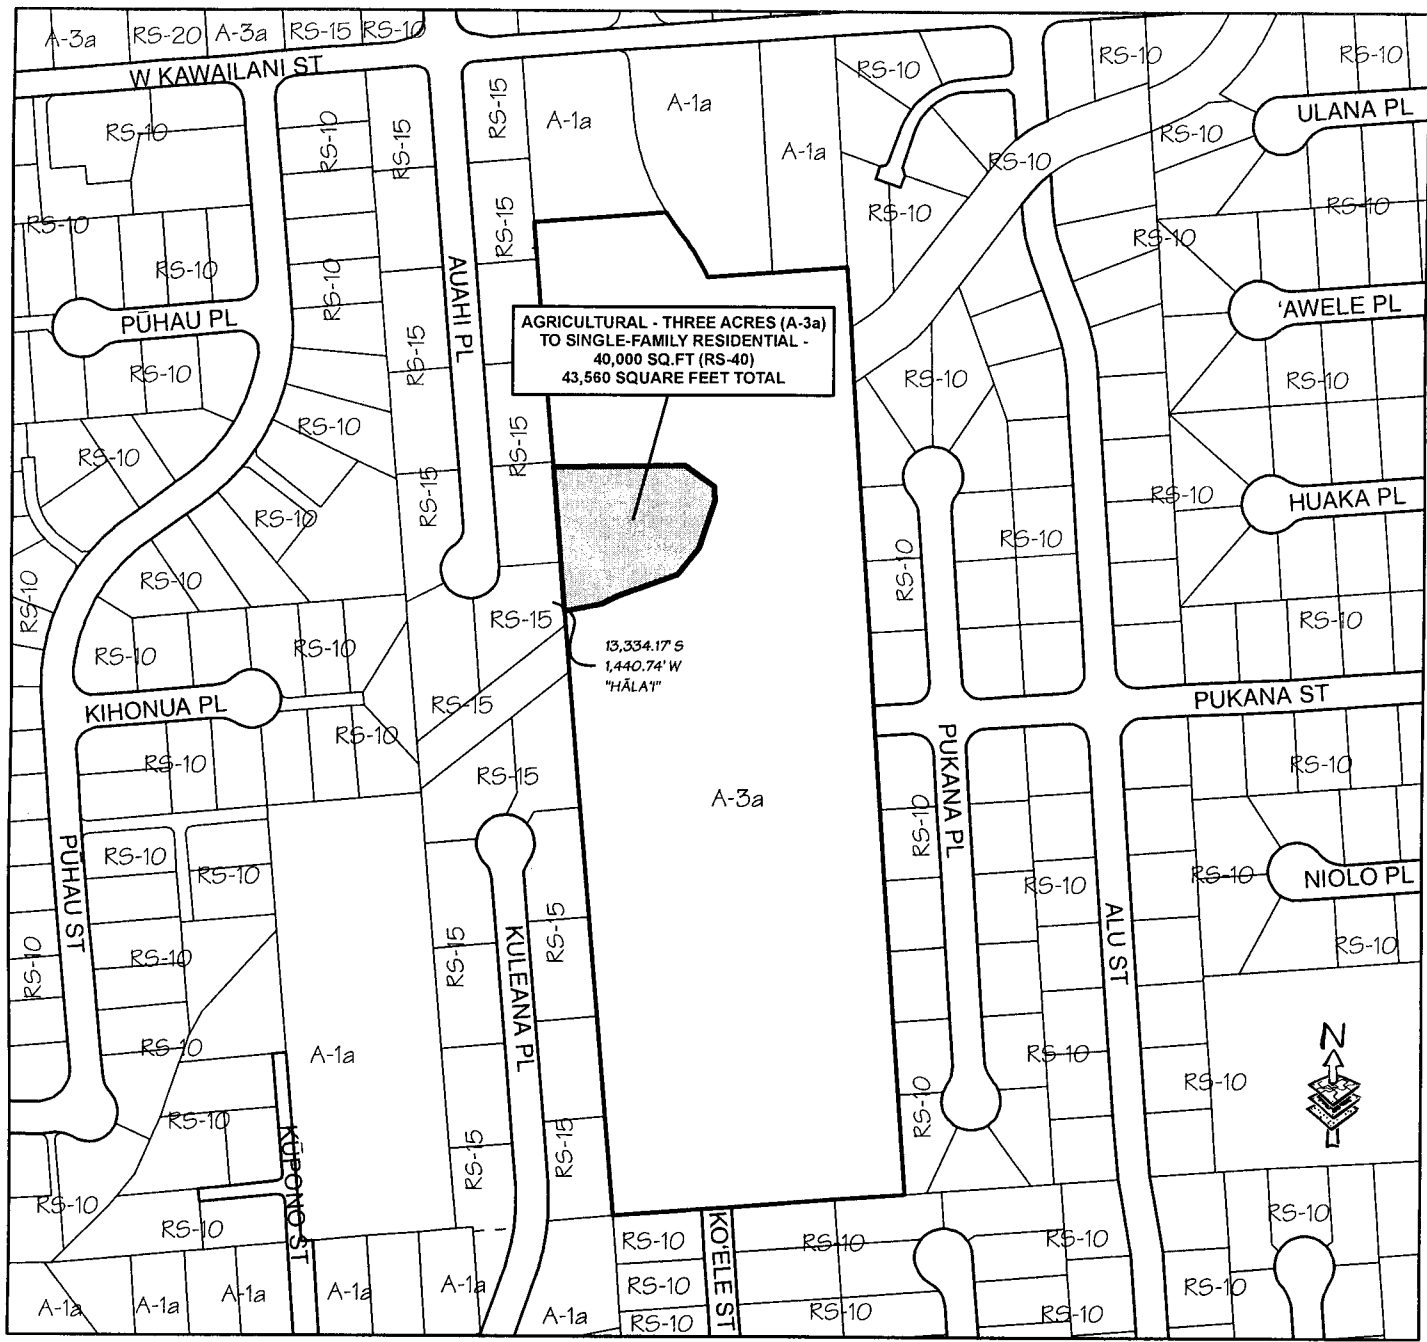 A-3a
RS-20
A-3a
RS-15
RS-10
W KAWAILANI ST
RS-10
RS-10
RS-15
RS-15
A-1a
A-1a
A-1a
RS-10
RS-10
RS-10
ULANA PL
RS-10
RS-10
RS-10
RS-15
RS-10
RS-10
RS-10
RS-10
RS-10
AUAHI PL
PŪHAU PL
'AWELE PL
RS-10
RS-15
RS-10
RS-10
RS-10
AGRICULTURAL - THREE ACRES (A-3a)
TO SINGLE-FAMILY RESIDENTIAL -
40,000 SQ.FT (RS-40)
43,560 SQUARE FEET TOTAL
RS-10
RS-10
RS-15
RS-15
RS-10
RS-10
HUAKA PL
RS-10
RS-10
RS-10
RS-10
RS-15
RS-10
RS-10
RS-10
13,334.17' S
1,440.74' W
"HĀLA'I"
KIHONUA PL
RS-15
RS-10
PUKANA ST
RS-10
RS-15
PUKANA PL
RS-10
A-3a
RS-10
PŪHAU ST
RS-10
RS-10
RS-10
RS-10
NIOLO PL
RS-10
RS-10
RS-15
KULEANA PL
RS-15
ALU ST
RS-10
RS-10
N
RS-10
A-1a
RS-10
RS-10
RS-10
RS-10
KŪPONO ST
RS-15
RS-15
RS-10
RS-10
RS-10
KO'ELE ST
RS-10
RS-10
RS-10
RS-10
RS-10
A-1a
A-1a
A-1a
A-1a
A-1a
A-1a
RS-10
RS-10
RS-10